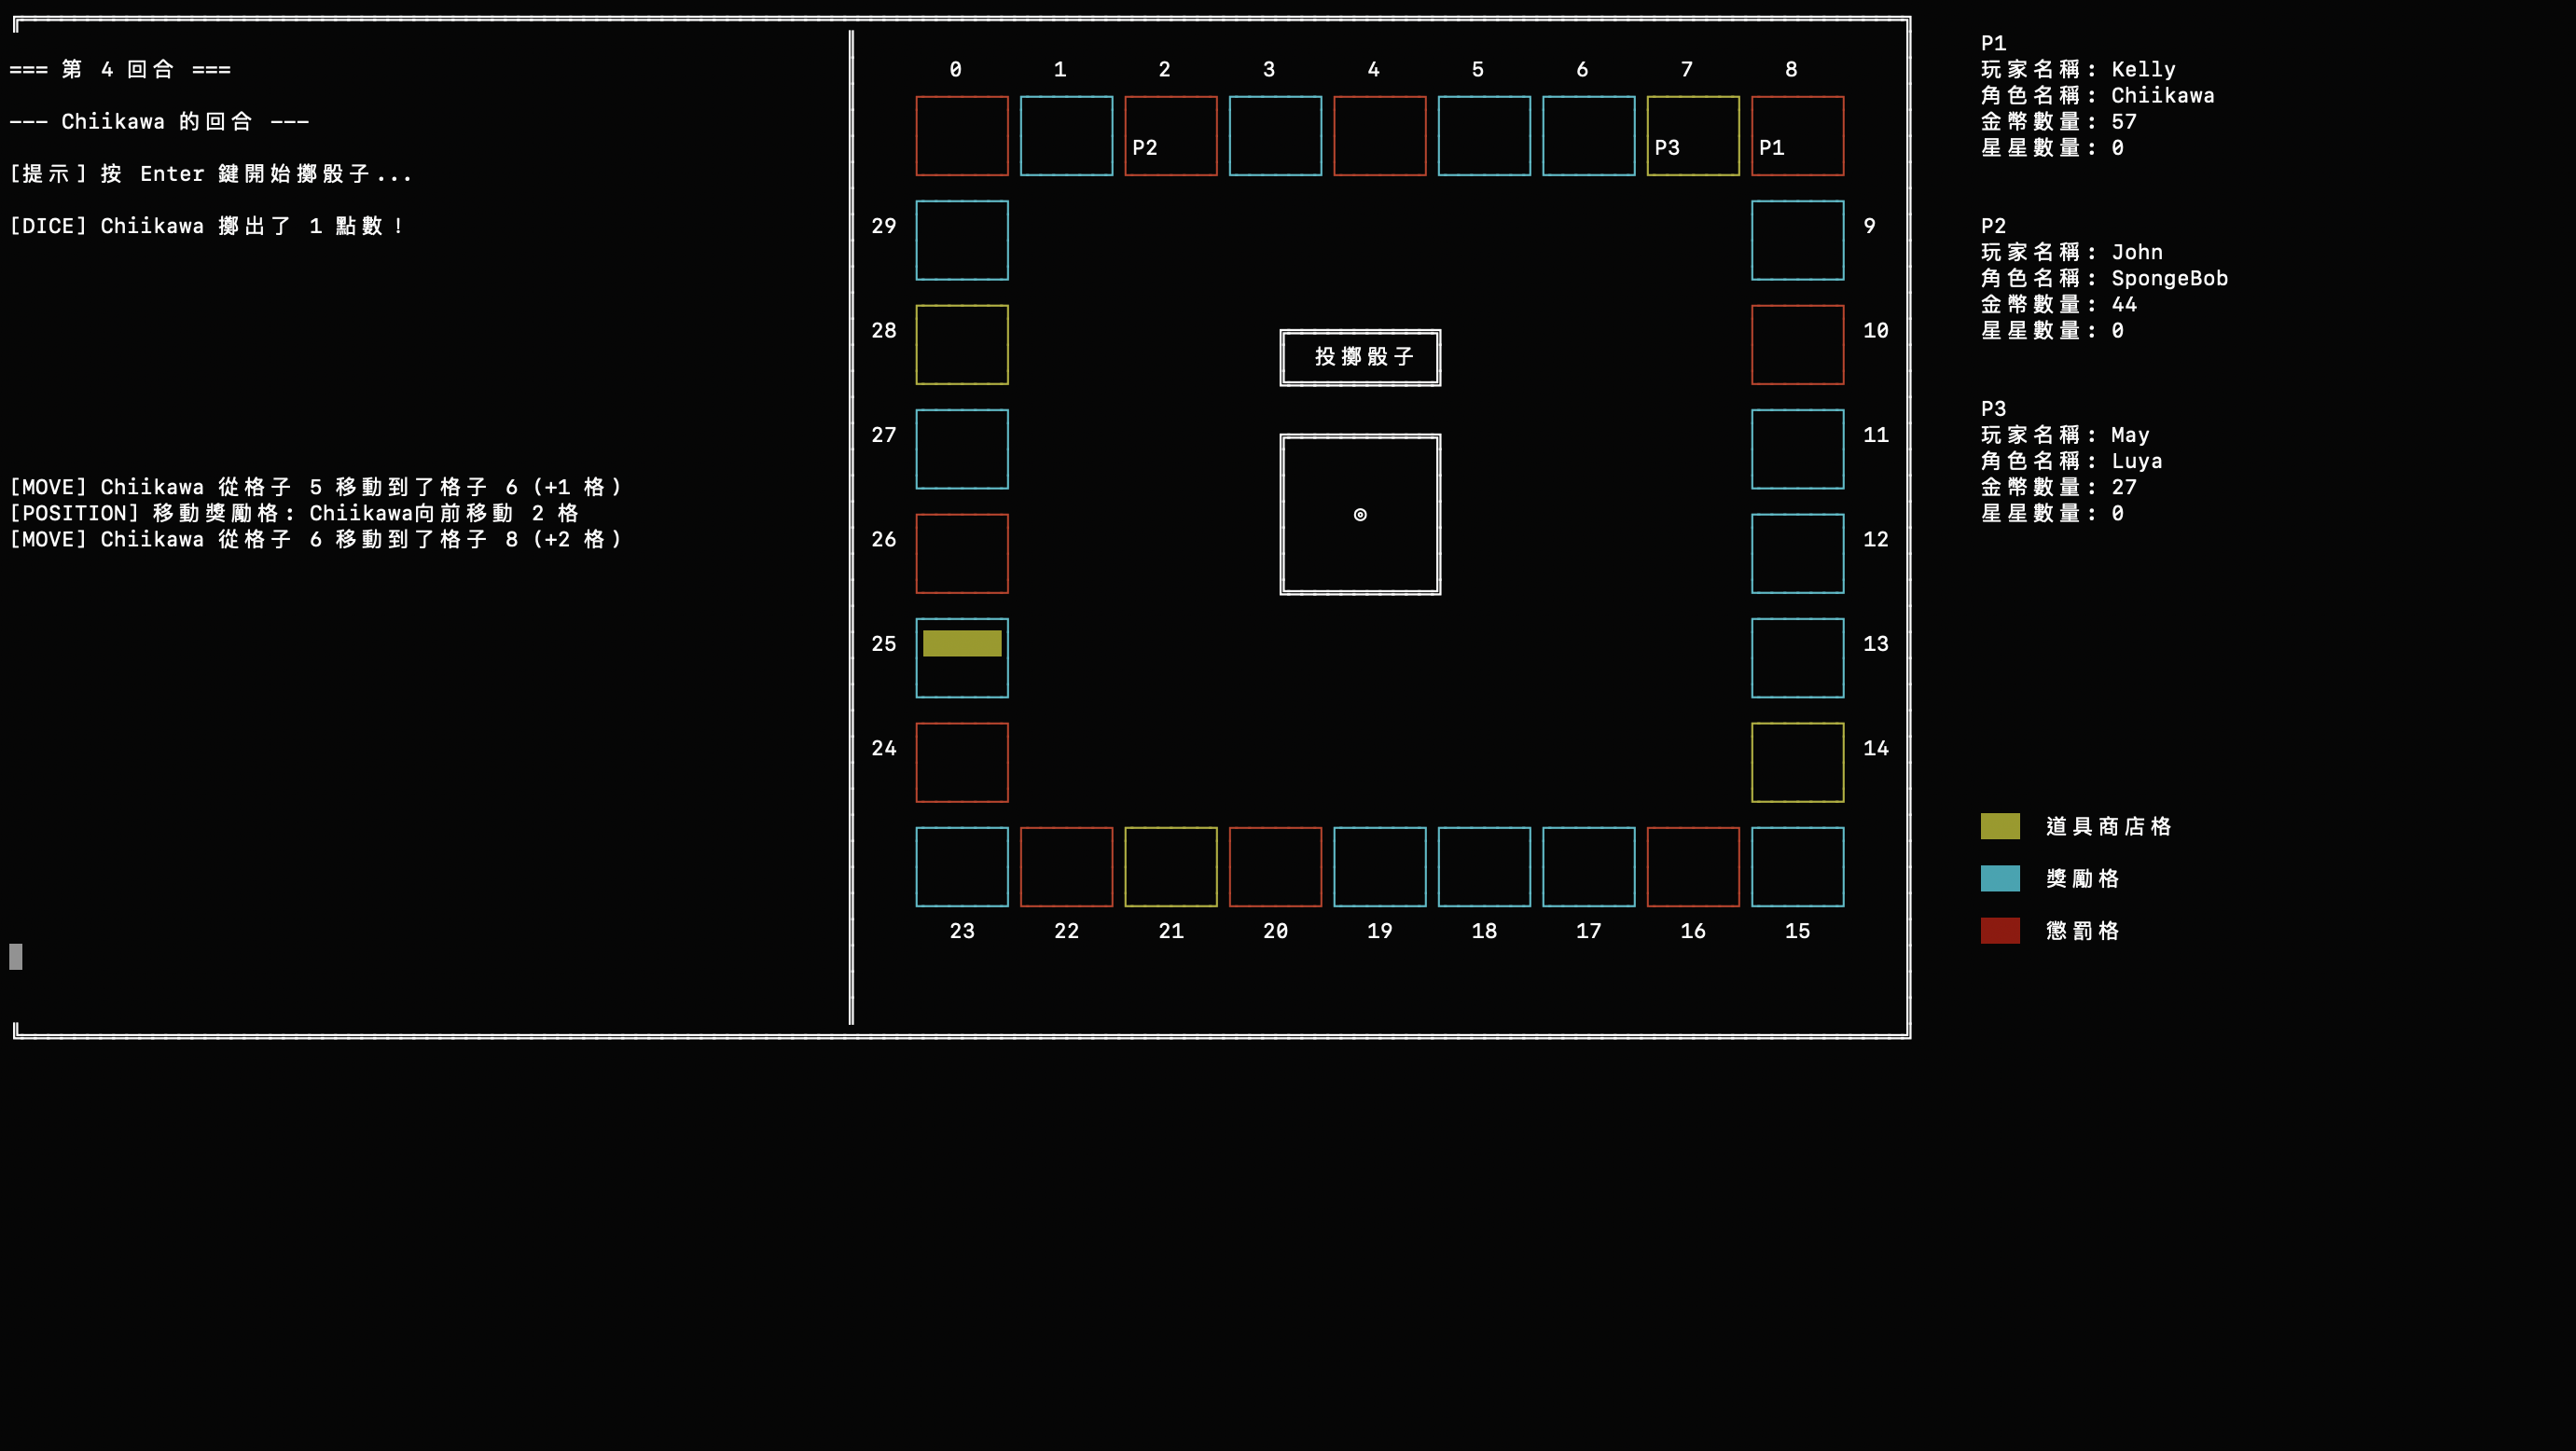 === 第 4 回合 ===
--- Chiikawa 的回合 ---
[提示] 按 Enter 鍵開始擲骰子...
[DICE] Chiikawa 擲出了 1 點數！
[MOVE] Chiikawa 從格子 5 移動到了格子 6 (+1 格)
[POSITION] 移動獎勵格: Chiikawa向前移動 2 格
[MOVE] Chiikawa 從格子 6 移動到了格子 8 (+2 格)
0 1 2 3 4 5 6 7 8
P2 P3 P1
29 9
28 10
投擲骰子
27 11
◎
26 12
25 13
24 14
23 22 21 20 19 18 17 16 15
P1
玩家名稱: Kelly
角色名稱: Chiikawa
金幣數量: 57
星星數量: 0
P2
玩家名稱: John
角色名稱: SpongeBob
金幣數量: 44
星星數量: 0
P3
玩家名稱: May
角色名稱: Luya
金幣數量: 27
星星數量: 0
道具商店格
獎勵格
懲罰格